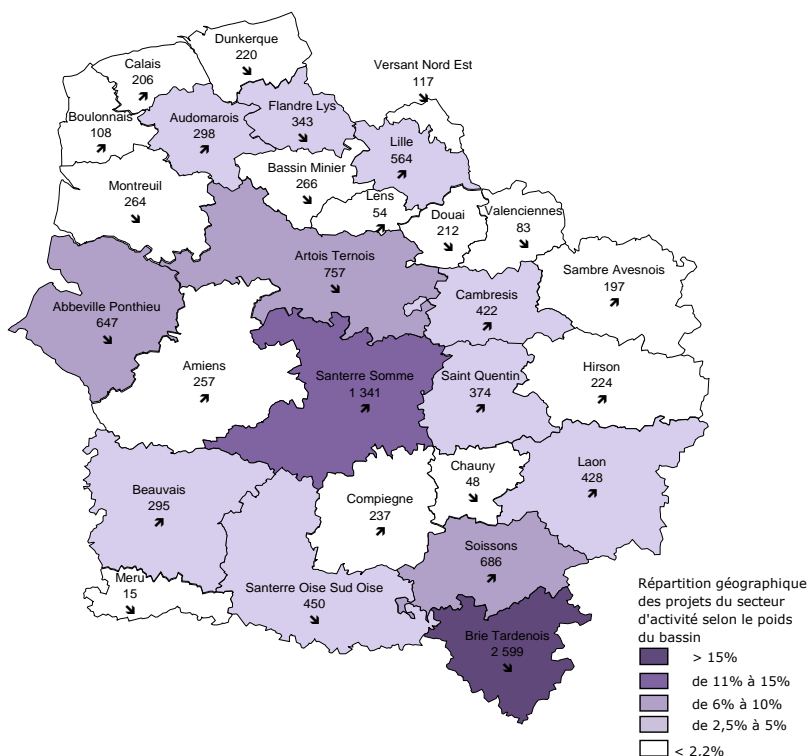 Dunkerque
220
Calais
206
Versant Nord Est
117
Boulonnais
108
Audomarois
298
Flandre Lys
343
Lille
564
Montreuil
264
Bassin Minier
266
Lens
54
Douai
212
Valenciennes
83
Artois Ternois
757
Sambre Avesnois
197
Abbeville Ponthieu
647
Cambresis
422
Amiens
257
Santerre Somme
1 341
Saint Quentin
374
Hirson
224
Beauvais
295
Compiegne
237
Chauny
48
Laon
428
Meru
15
Santerre Oise Sud Oise
450
Soissons
686
Brie Tardenois
2 599
Répartition géographique
des projets du secteur
d'activité selon le poids
du bassin
> 15%
de 11% à 15%
de 6% à 10%
de 2,5% à 5%
< 2,2%